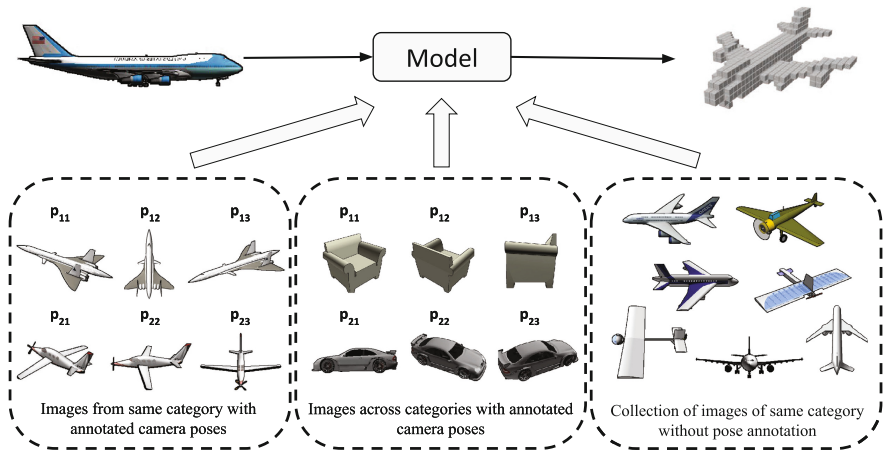 Model
p11 p12 p13
p21 p22 p23
Images from same category with
annotated camera poses
p11 p12 p13
p21 p22 p23
Images across categories with annotated
camera poses
Collection of images of same category
without pose annotation